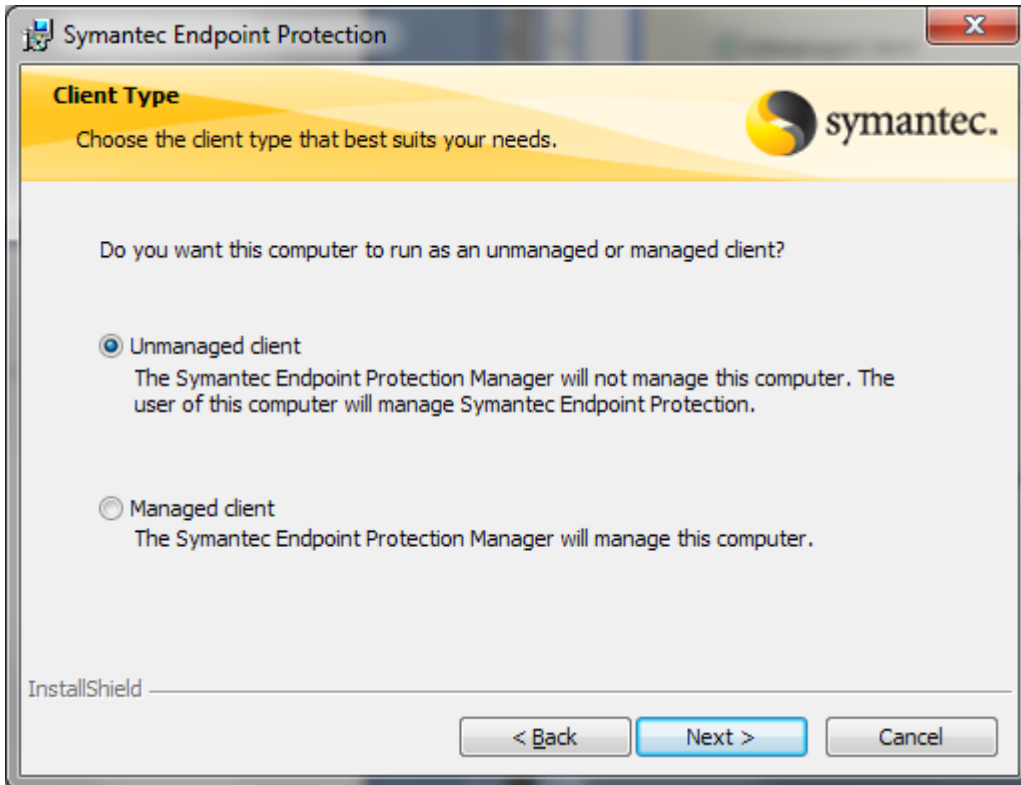 Symantec Endpoint Protection
Client Type
Choose the client type that best suits your needs.
symantec.
Do you want this computer to run as an unmanaged or managed client?
Unmanaged client
The Symantec Endpoint Protection Manager will not manage this computer. The
user of this computer will manage Symantec Endpoint Protection.
Managed client
The Symantec Endpoint Protection Manager will manage this computer.
InstallShield
< Back
Next >
Cancel